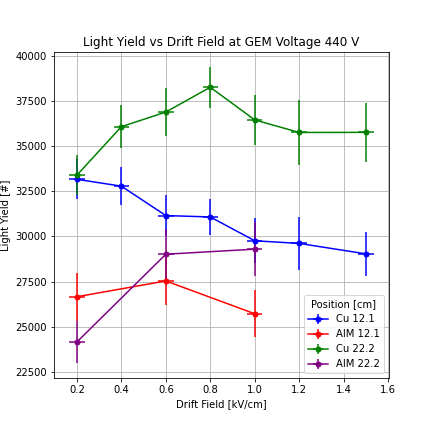 Light Yield vs Drift Field at GEM Voltage 440 V
40000
37500
35000
32500
30000
27500
25000
22500
Light Yield [#]
0.2 0.4 0.6 0.8 1.0 1.2 1.4 1.6
Drift Field [kV/cm]
Position [cm]
Cu 12.1
AlM 12.1
Cu 22.2
AlM 22.2